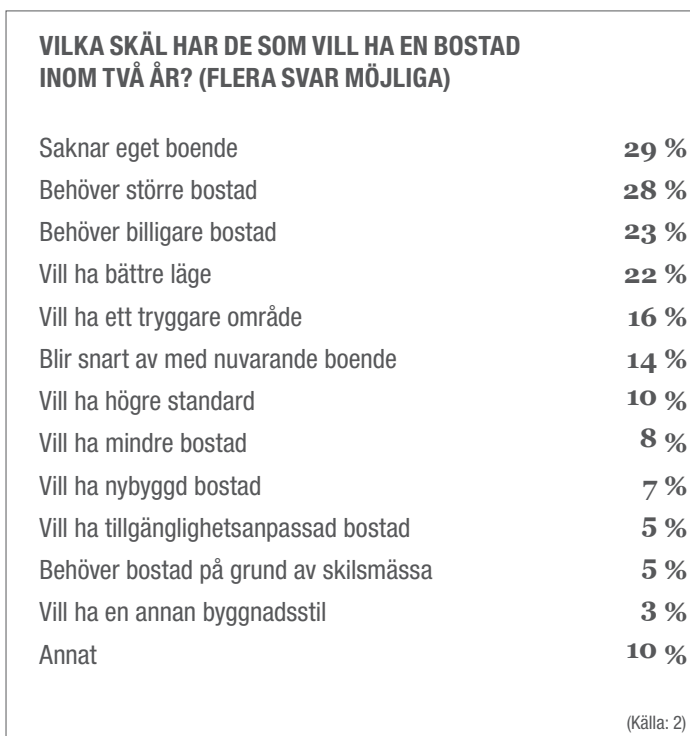 VILKA SKÄL HAR DE SOM VILL HA EN BOSTAD
INOM TVÅ ÅR? (FLERA SVAR MÖJLIGA)
Saknar eget boende 29 %
Behöver större bostad 28 %
Behöver billigare bostad 23 %
Vill ha bättre läge 22 %
Vill ha ett tryggare område 16 %
Blir snart av med nuvarande boende 14 %
Vill ha högre standard 10 %
Vill ha mindre bostad 8 %
Vill ha nybyggd bostad 7 %
Vill ha tillgänglighetsanpassad bostad 5 %
Behöver bostad på grund av skilsmässa 5 %
Vill ha en annan byggnadsstil 3 %
Annat 10 %
(Källa: 2)